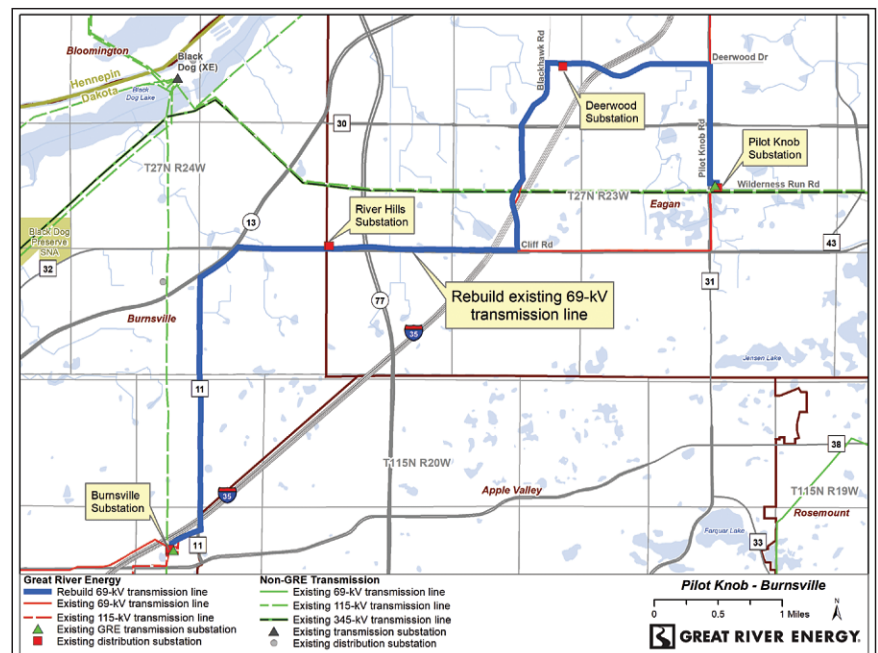 Bloomington
Black
Dog (XE)
Hennepin
Dakota
Black
Dog Lake
Blackhawk Rd
Deerwood Dr
Deerwood
Substation
30
Pilot Knob Rd
Pilot Knob
Substation
T27N R24W
T27N R23W
Wilderness Run Rd
River Hills
Substation
Eagan
13
Black Dog
Preserve
SNA
Cliff Rd
32
43
77
31
Rebuild existing 69-kV
transmission line
Burnsville
35
Jensen Lake
11
T115N R20W
38
Burnsville
Substation
35
Apple Valley
T115N R19W
Rosemount
Farquar Lake
11
33
Great River Energy
Rebuild 69-kV transmission line
Existing 69-kV transmission line
Existing 115-kV transmission line
Existing GRE transmission substation
Existing distribution substation
Non-GRE Transmission
Existing 69-kV transmission line
Existing 115-kV transmission line
Existing 345-kV transmission line
Existing transmission substation
Existing distribution substation
Pilot Knob - Burnsville
0 0.5 1 Miles
N
GREAT RIVER ENERGY.